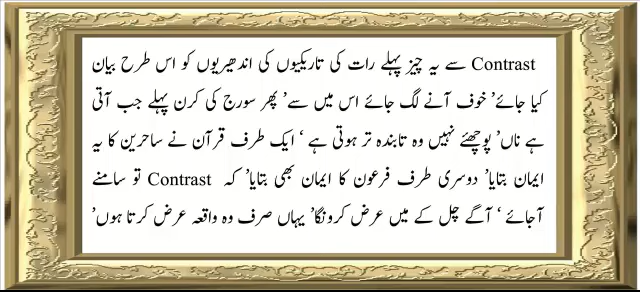 Contrast سے یہ چیز پہلے رات کی تاریکیوں کی اندھیریوں کو اس طرح بیان
کیا جائے’ خوف آنے لگ جائے اس میں سے’ پھر سورج کی کرن پہلے جب آتی
ہے ناں’ پوچھئے نہیں وہ تابندہ تر ہوتی ہے ‘ ایک طرف قرآن نے ساحرین کا یہ
ایمان بتایا’ دوسری طرف فرعون کا ایمان بھی بتایا’ کہ Contrast تو سامنے
آجائے ‘ آگے چل کے میں عرض کرونگا’ یہاں صرف وہ واقعہ عرض کرتا ہوں’